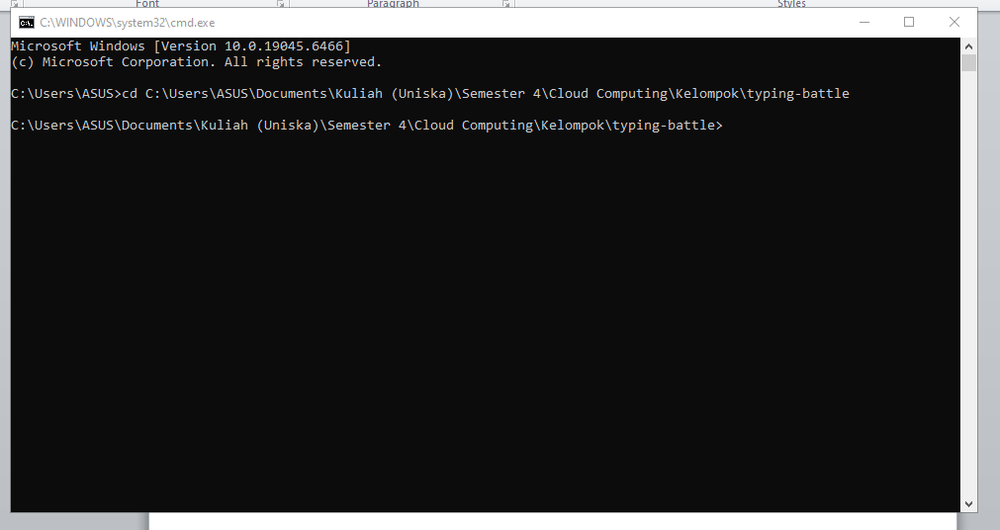 Font
Paragraph
Styles
C:\WINDOWS\system32\cmd.exe
Microsoft Windows [Version 10.0.19045.6466]
(c) Microsoft Corporation. All rights reserved.
C:\Users\ASUS>cd C:\Users\ASUS\Documents\Kuliah (Uniska)\Semester 4\Cloud Computing\Kelompok\typing-battle
C:\Users\ASUS\Documents\Kuliah (Uniska)\Semester 4\Cloud Computing\Kelompok\typing-battle>